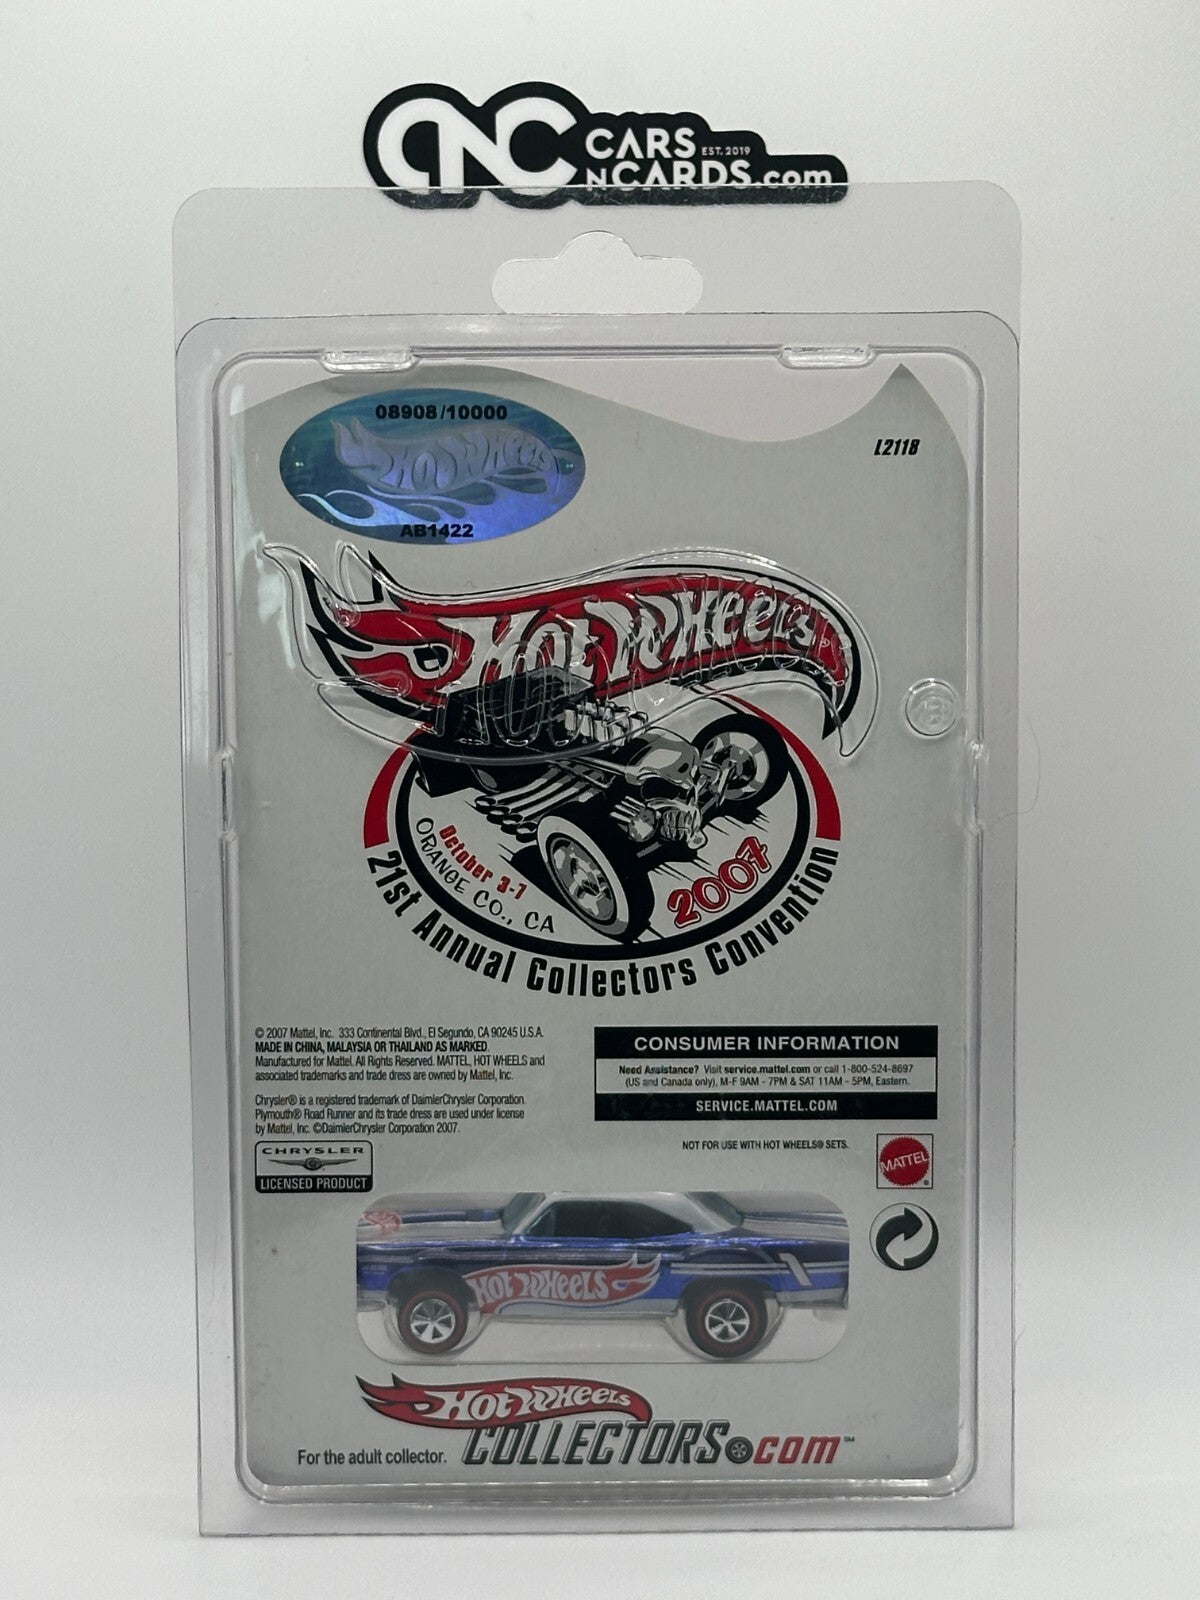 CNC CARS EST. 2019
NCARDS.com
08908/10000
HOT WHEELS
AB1422
L2118
HOT WHEELS
October 3-7
ORANGE CO., CA
2007
21st Annual Collectors Convention
© 2007 Mattel, Inc. 333 Continental Blvd., El Segundo, CA 90245 U.S.A.
MADE IN CHINA, MALAYSIA OR THAILAND AS MARKED.
Manufactured for Mattel. All Rights Reserved. MATTEL, HOT WHEELS and
associated trademarks and trade dress are owned by Mattel, Inc.
Chrysler® is a registered trademark of DaimlerChrysler Corporation.
Plymouth® Road Runner and its trade dress are used under license
by Mattel, Inc. ©DaimlerChrysler Corporation 2007.
CHRYSLER
LICENSED PRODUCT
CONSUMER INFORMATION
Need Assistance? Visit service.mattel.com or call 1-800-524-8697
(US and Canada only), M-F 9AM - 7PM & SAT 11AM - 5PM, Eastern.
SERVICE.MATTEL.COM
NOT FOR USE WITH HOT WHEELS® SETS.
MATTEL®
HOT WHEELS
1
HOT WHEELS
COLLECTORS.com™
For the adult collector.